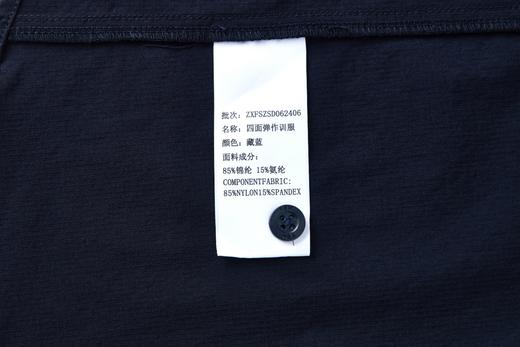 批次: ZXFSZSD062406
名称: 四面弹作训服
颜色: 藏蓝
面料成分:
85%锦纶 15%氨纶
COMPONENTFABRIC:
85%NYLON15%SPANDEX